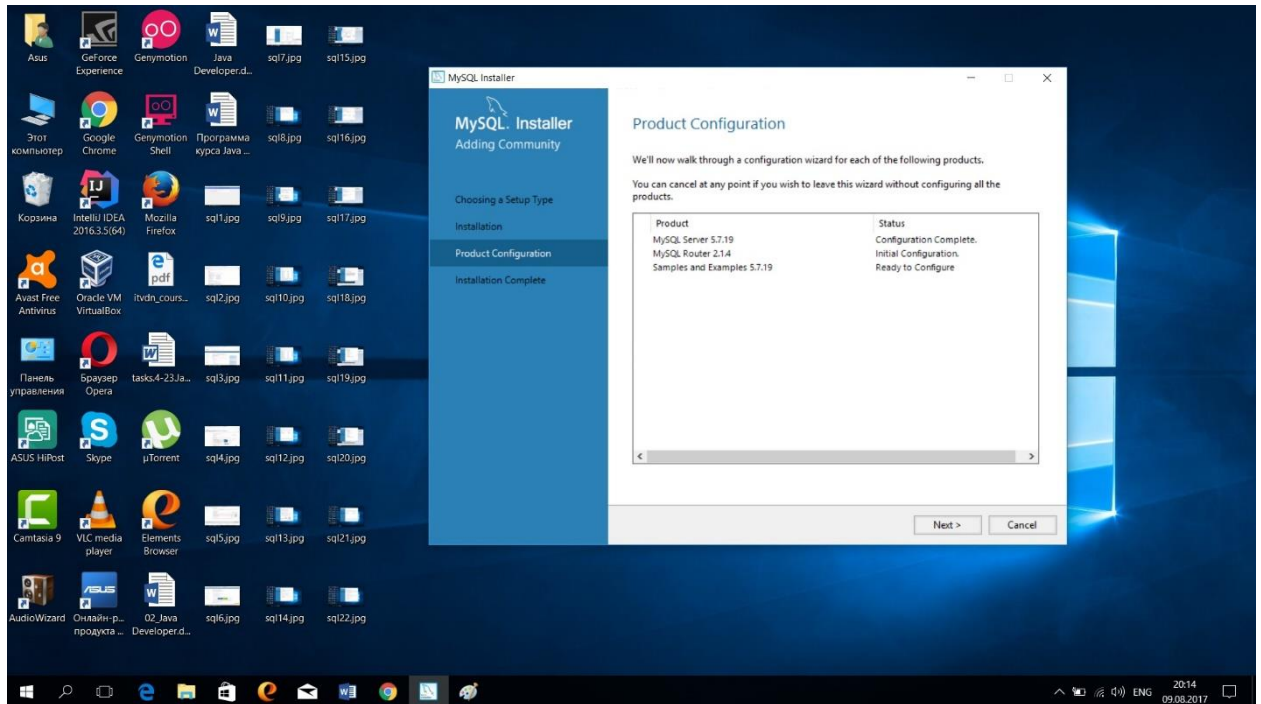 Asus
GeForce
Experience
Genymotion
Java
Developer.d...
sql7.jpg
sql15.jpg
Этот
компьютер
Google
Chrome
Genymotion
Shell
Программа
курса Java ...
sql8.jpg
sql16.jpg
Корзина
IntelliJ IDEA
2016.3.5(64)
Mozilla
Firefox
sql1.jpg
sql9.jpg
sql17.jpg
Avast Free
Antivirus
Oracle VM
VirtualBox
pdf
itvdn_cours...
sql2.jpg
sql10.jpg
sql18.jpg
Панель
управления
Браузер
Opera
tasks.4-23.Ja...
sql3.jpg
sql11.jpg
sql19.jpg
ASUS HiPost
Skype
µTorrent
sql4.jpg
sql12.jpg
sql20.jpg
Camtasia 9
VLC media
player
Elements
Browser
sql5.jpg
sql13.jpg
sql21.jpg
AudioWizard
Онлайн-р...
продукта ...
02_Java
Developer.d...
sql6.jpg
sql14.jpg
sql22.jpg
MySQL Installer
MySQL. Installer
Adding Community
Choosing a Setup Type
Installation
Product Configuration
Installation Complete
Product Configuration
We'll now walk through a configuration wizard for each of the following products.
You can cancel at any point if you wish to leave this wizard without configuring all the
products.
Product Status
MySQL Server 5.7.19 Configuration Complete.
MySQL Router 2.1.4 Initial Configuration.
Samples and Examples 5.7.19 Ready to Configure
Next > Cancel
ENG
20:14
09.08.2017